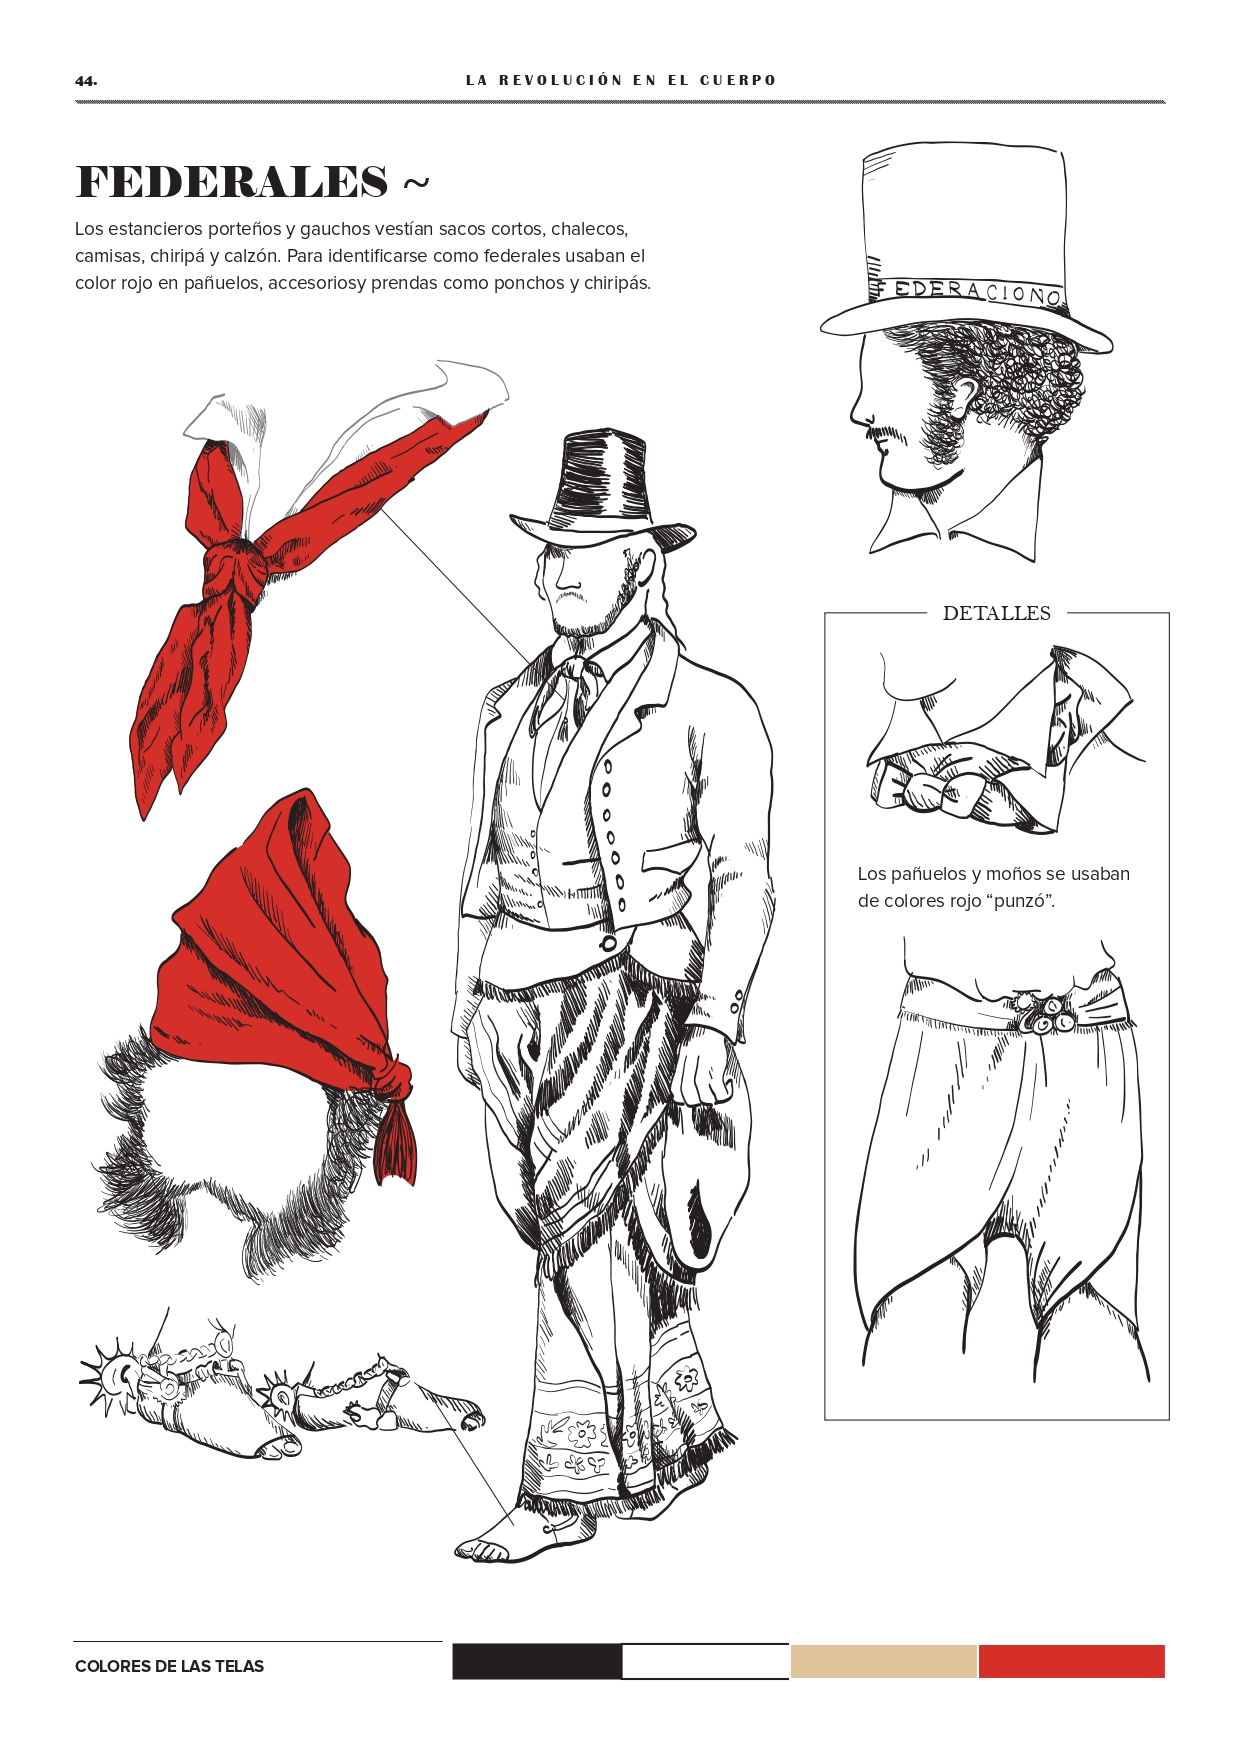 44.
LA REVOLUCIÓN EN EL CUERPO
FEDERALES ~
Los estancieros porteños y gauchos vestían sacos cortos, chalecos,
camisas, chiripá y calzón. Para identificarse como federales usaban el
color rojo en pañuelos, accesoriosy prendas como ponchos y chiripás.
FEDERACIONO
DETALLES
Los pañuelos y moños se usaban
de colores rojo “punzó”.
COLORES DE LAS TELAS